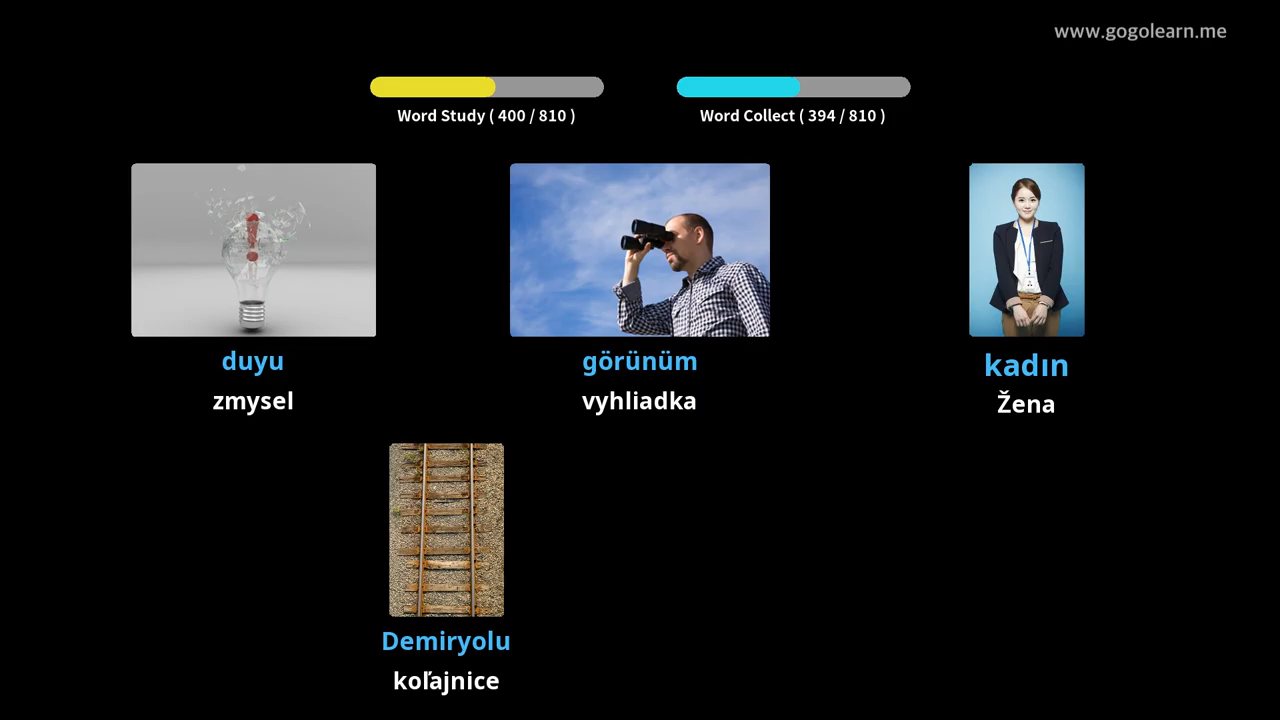 www.gogolearn.me
Word Study ( 400 / 810 )
Word Collect ( 394 / 810 )
duyu
zmysel
görünüm
vyhliadka
kadın
Žena
Demiryolu
koľajnice